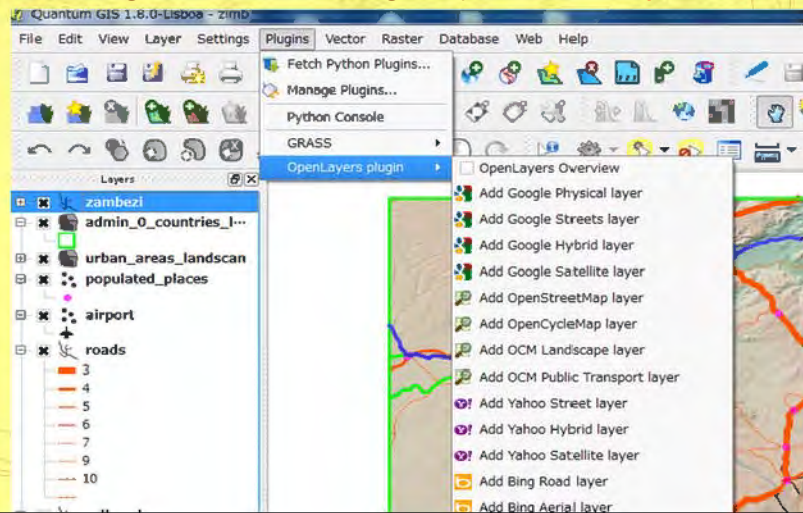 Quantum GIS 1.8.0-Lisboa - zimb
File Edit View Layer Settings Plugins Vector Raster Database Web Help
Fetch Python Plugins...
Manage Plugins...
Python Console
GRASS
OpenLayers plugin
OpenLayers Overview
Add Google Physical layer
Add Google Streets layer
Add Google Hybrid layer
Add Google Satellite layer
Add OpenStreetMap layer
Add OpenCycleMap layer
Add OCM Landscape layer
Add OCM Public Transport layer
Add Yahoo Street layer
Add Yahoo Hybrid layer
Add Yahoo Satellite layer
Add Bing Road layer
Add Bing Aerial layer
Layers
zambezi
admin_0_countries_l...
urban_areas_landscan
populated_places
airport
roads
3
4
5
6
7
9
10